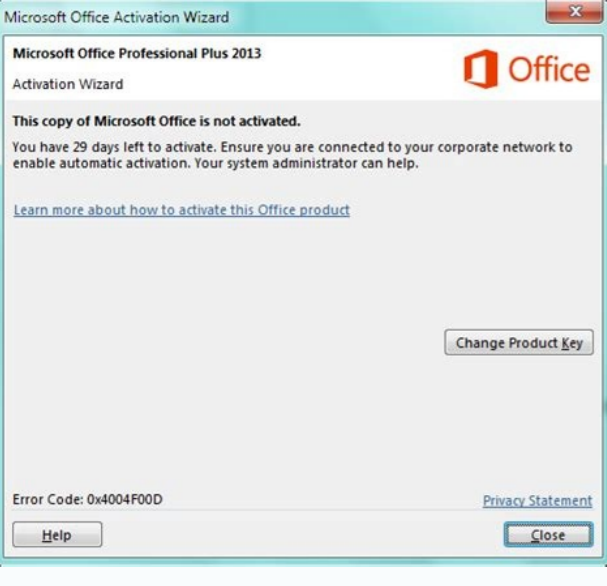 Microsoft Office Activation Wizard
Microsoft Office Professional Plus 2013
Office
Activation Wizard
This copy of Microsoft Office is not activated.
You have 29 days left to activate. Ensure you are connected to your corporate network to
enable automatic activation. Your system administrator can help.
Learn more about how to activate this Office product
Change Product Key
Error Code: 0x4004F00D
Privacy Statement
Help
Close